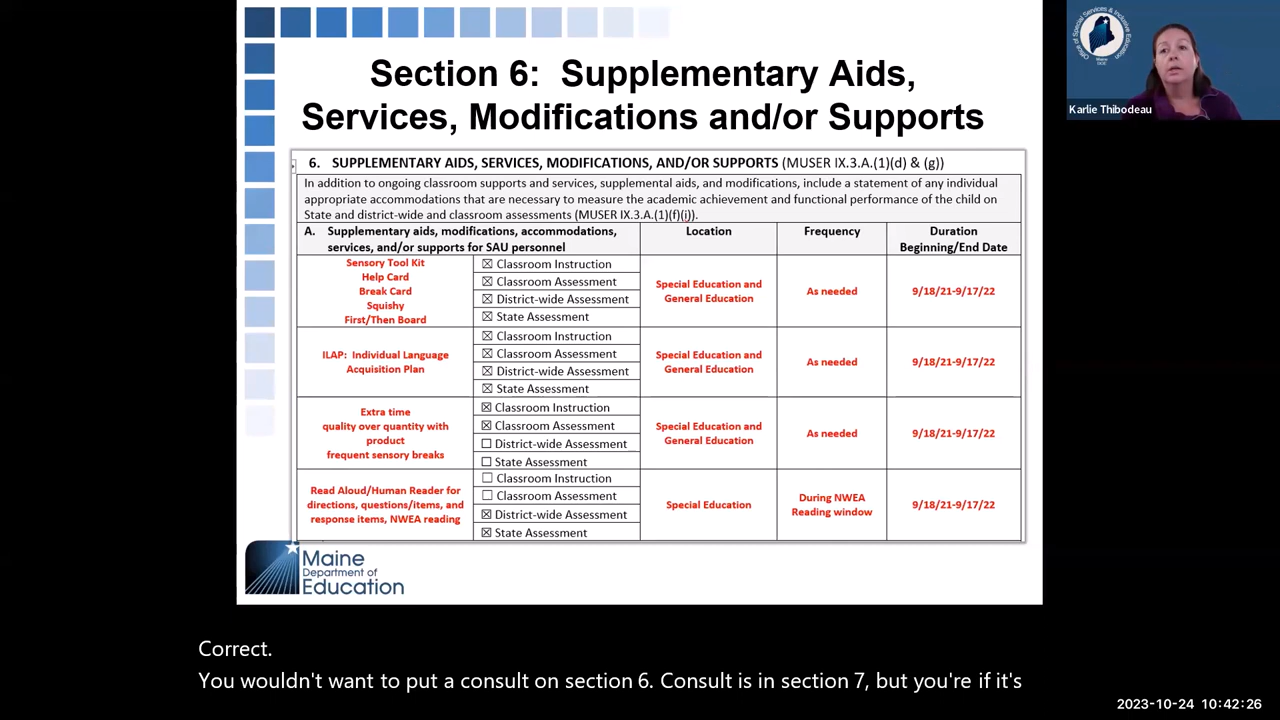 Section 6:  Supplementary Aids,
Services, Modifications and/or Supports
6. SUPPLEMENTARY AIDS, SERVICES, MODIFICATIONS, AND/OR SUPPORTS (MUSER IX.3.A.(1)(d) & (g))
In addition to ongoing classroom supports and services, supplemental aids, and modifications, include a statement of any individual
appropriate accommodations that are necessary to measure the academic achievement and functional performance of the child on
State and district-wide and classroom assessments (MUSER IX.3.A.(1)(f)(i)).
A. Supplementary aids, modifications, accommodations,
services, and/or supports for SAU personnel
Location
Frequency
Duration
Beginning/End Date
Sensory Tool Kit
Help Card
Break Card
Squishy
First/Then Board
☒ Classroom Instruction
☒ Classroom Assessment
☒ District-wide Assessment
☒ State Assessment
Special Education and
General Education
As needed
9/18/21-9/17/22
ILAP: Individual Language
Acquisition Plan
☒ Classroom Instruction
☒ Classroom Assessment
☒ District-wide Assessment
☒ State Assessment
Special Education and
General Education
As needed
9/18/21-9/17/22
Extra time
quality over quantity with
product
frequent sensory breaks
☒ Classroom Instruction
☒ Classroom Assessment
☐ District-wide Assessment
☐ State Assessment
Special Education and
General Education
As needed
9/18/21-9/17/22
Read Aloud/Human Reader for
directions, questions/items, and
response items, NWEA reading
☐ Classroom Instruction
☐ Classroom Assessment
☒ District-wide Assessment
☒ State Assessment
Special Education
During NWEA
Reading window
9/18/21-9/17/22
Maine
Department of
Education
Office of Special Services & Inclusive Education
Maine
DOE
Karlie Thibodeau
Correct.
You wouldn't want to put a consult on section 6. Consult is in section 7, but you're if it's
2023-10-24 10:42:26